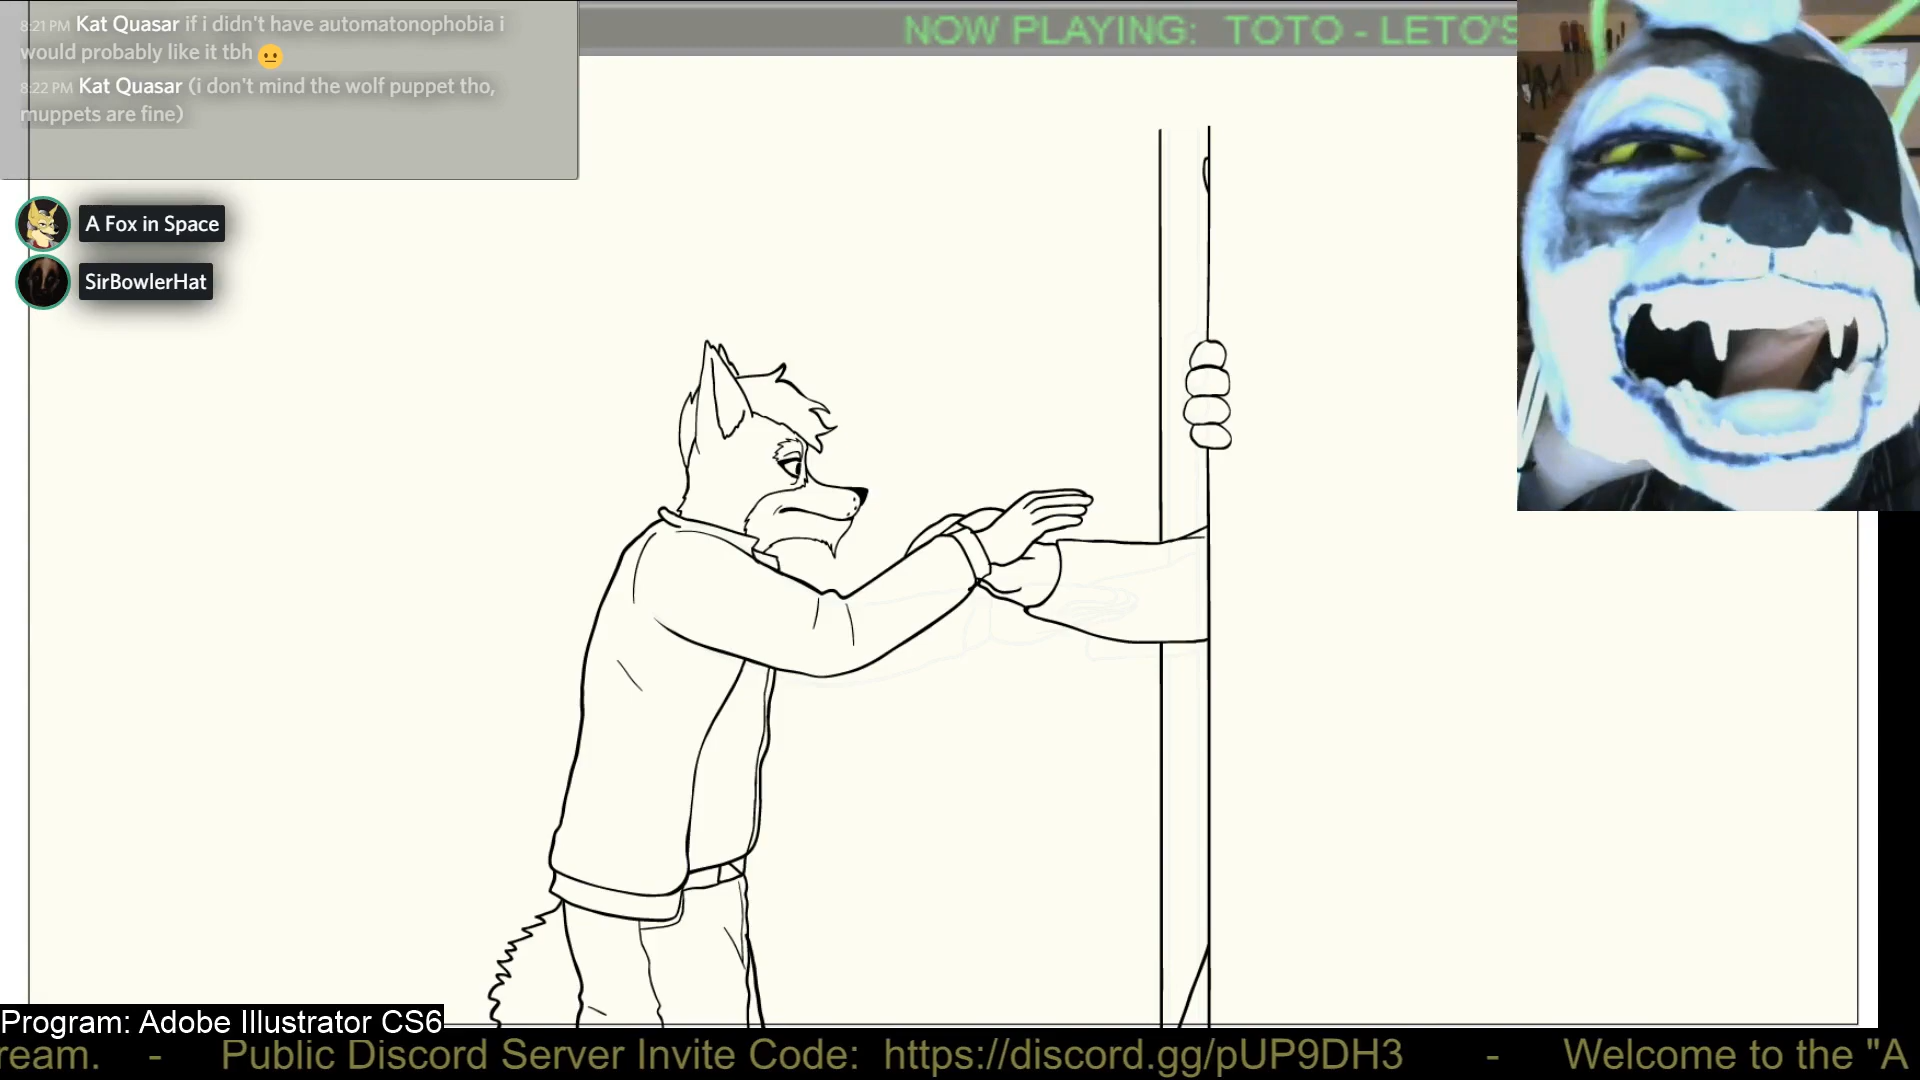 8:21 PM Kat Quasar if i didn't have automatonophobia i
would probably like it tbh 😐
8:22 PM Kat Quasar (i don't mind the wolf puppet tho,
muppets are fine)
NOW PLAYING: TOTO - LETO'S
A Fox in Space
SirBowlerHat
Program: Adobe Illustrator CS6
ream. - Public Discord Server Invite Code: https://discord.gg/pUP9DH3 - Welcome to the "A